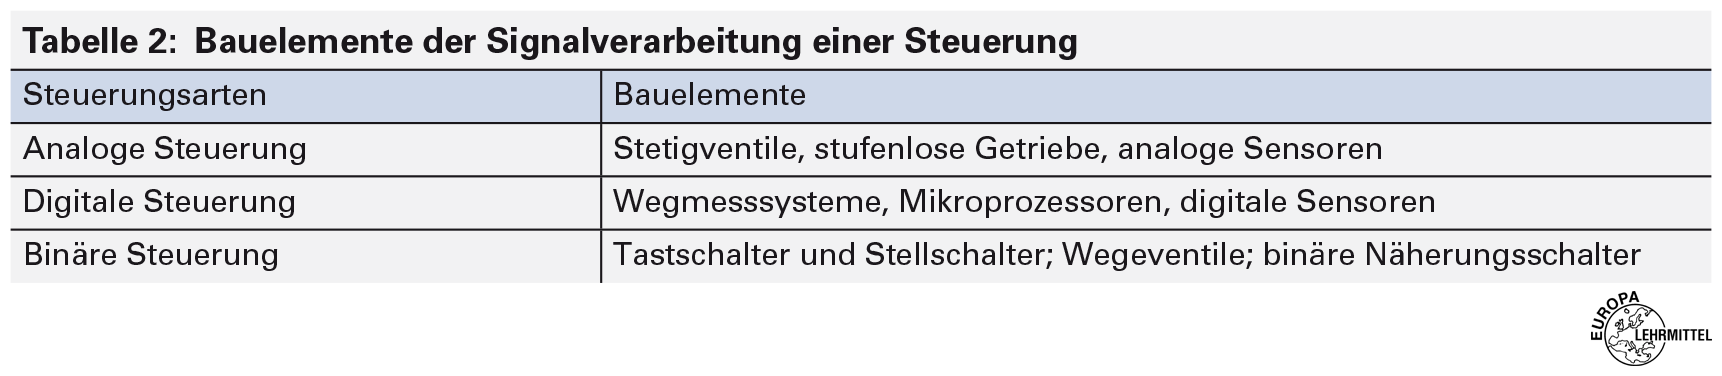 Tabelle 2: Bauelemente der Signalverarbeitung einer Steuerung
Steuerungsarten Bauelemente
Analoge Steuerung Stetigventile, stufenlose Getriebe, analoge Sensoren
Digitale Steuerung Wegmesssysteme, Mikroprozessoren, digitale Sensoren
Binäre Steuerung Tastschalter und Stellschalter; Wegeventile; binäre Näherungsschalter
EUROPA
LEHRMITTEL